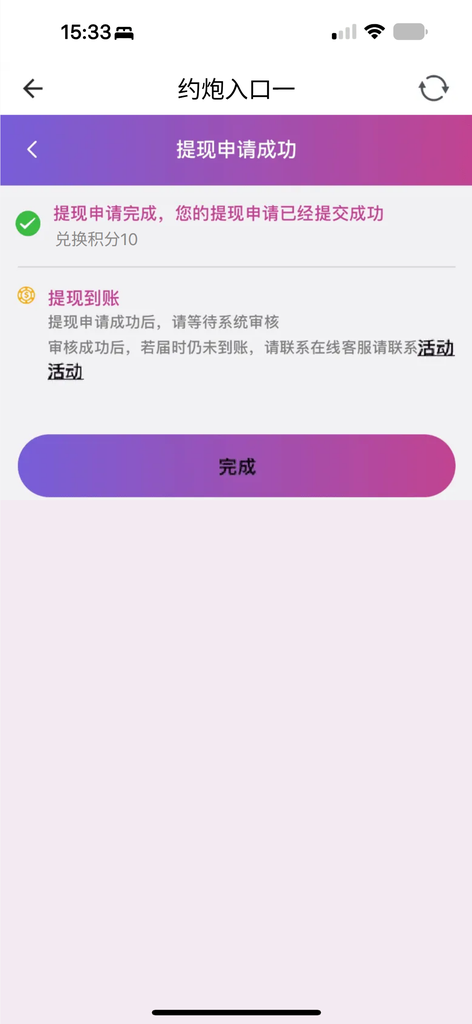 15:33
约炮入口一
提现申请成功
提现申请完成，您的提现申请已经提交成功
兑换积分10
提现到账
提现申请成功后，请等待系统审核
审核成功后，若届时仍未到账，请联系在线客服请联系活动
活动
完成